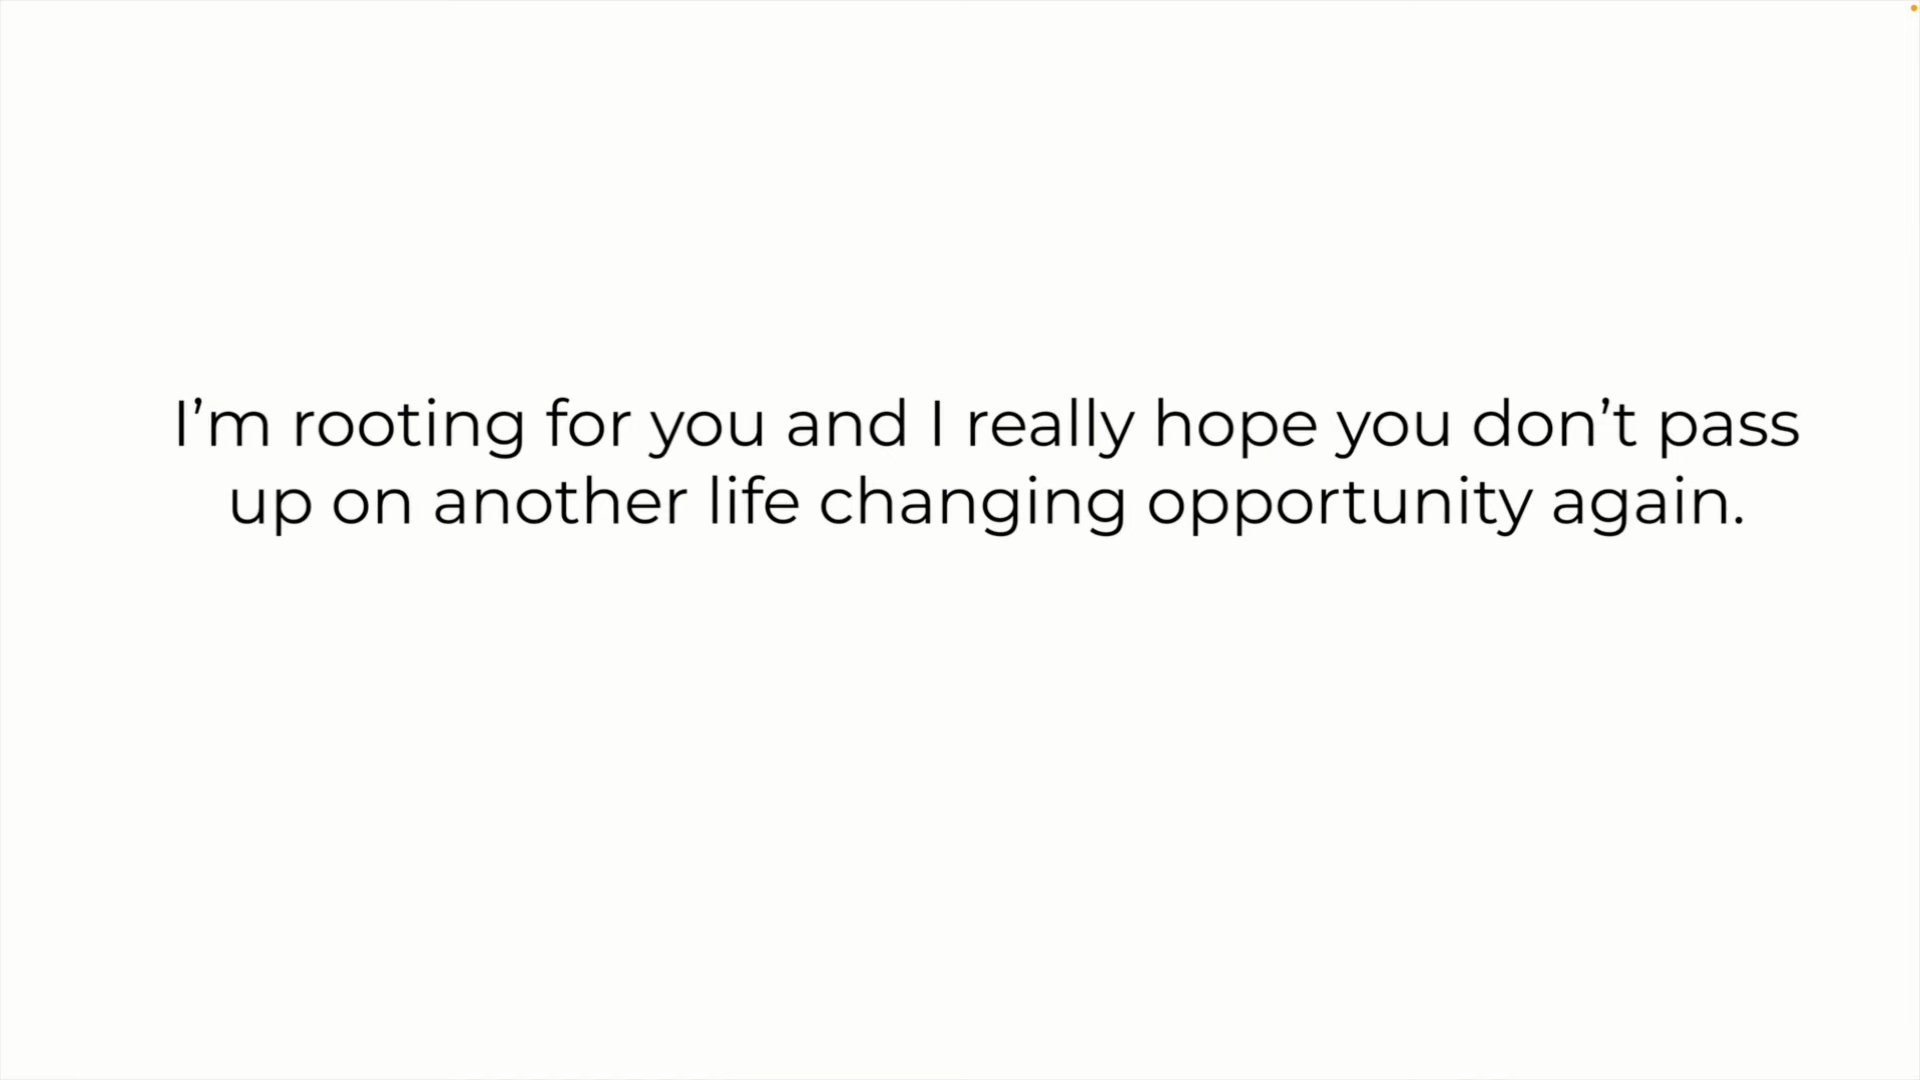 I’m rooting for you and I really hope you don’t pass
up on another life changing opportunity again.